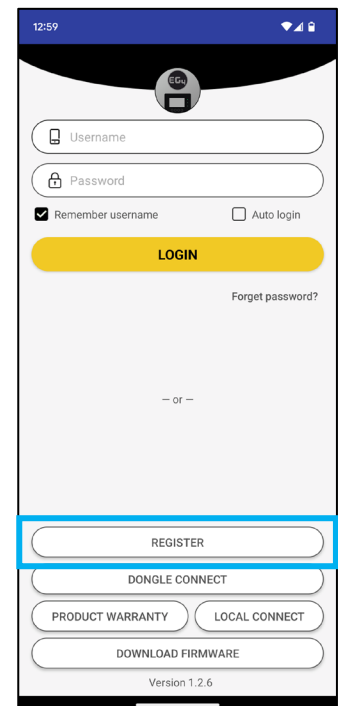 12:59
EG4
Username
Password
Remember username
Auto login
LOGIN
Forget password?
— or —
REGISTER
DONGLE CONNECT
PRODUCT WARRANTY
LOCAL CONNECT
DOWNLOAD FIRMWARE
Version 1.2.6